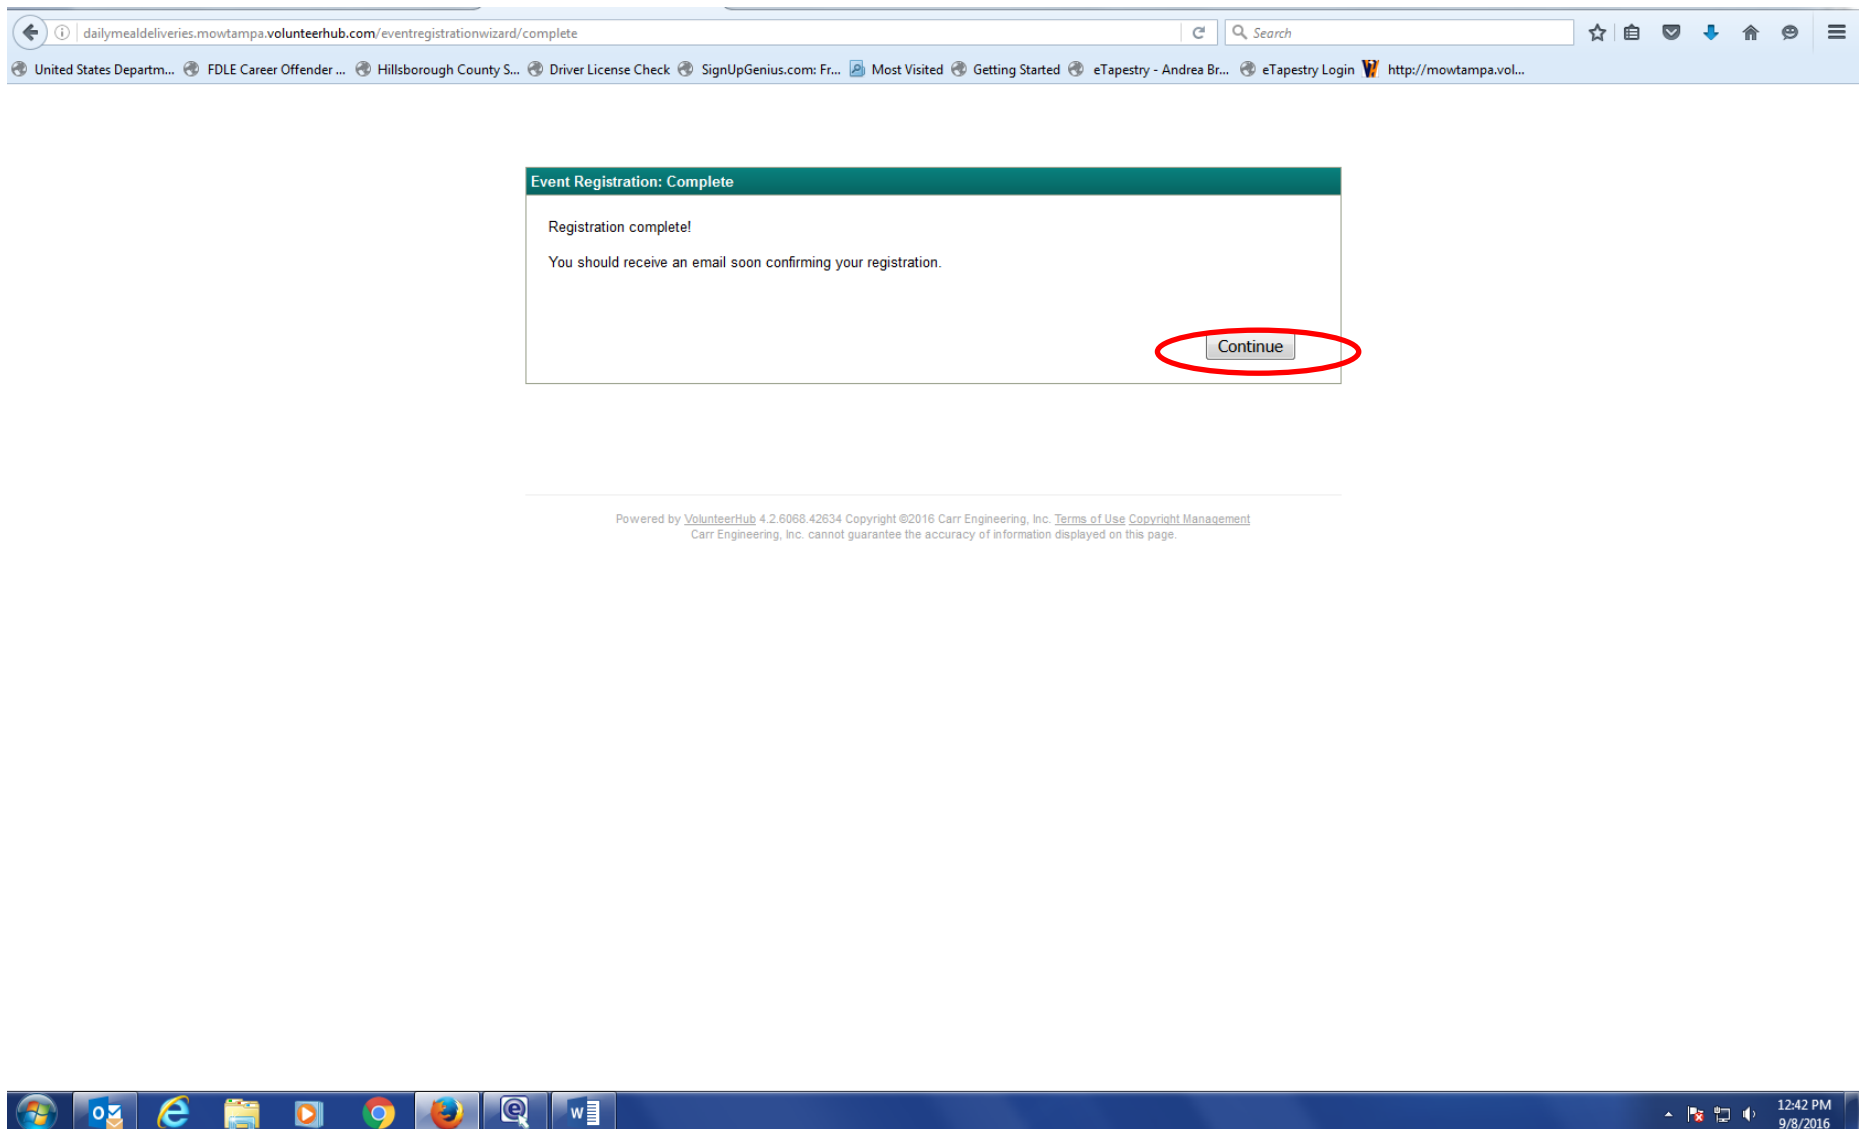 dailymealdeliveries.mowtampa.volunteerhub.com/eventregistrationwizard/complete
Search
United States Departm... FDLE Career Offender ... Hillsborough County S... Driver License Check SignUpGenius.com: Fr... Most Visited Getting Started eTapestry - Andrea Br... eTapestry Login http://mowtampa.vol...
Event Registration: Complete
Registration complete!
You should receive an email soon confirming your registration.
Continue
Powered by VolunteerHub 4.2.6068.42634 Copyright ©2016 Carr Engineering, Inc. Terms of Use Copyright Management
Carr Engineering, Inc. cannot guarantee the accuracy of information displayed on this page.
12:42 PM
9/8/2016